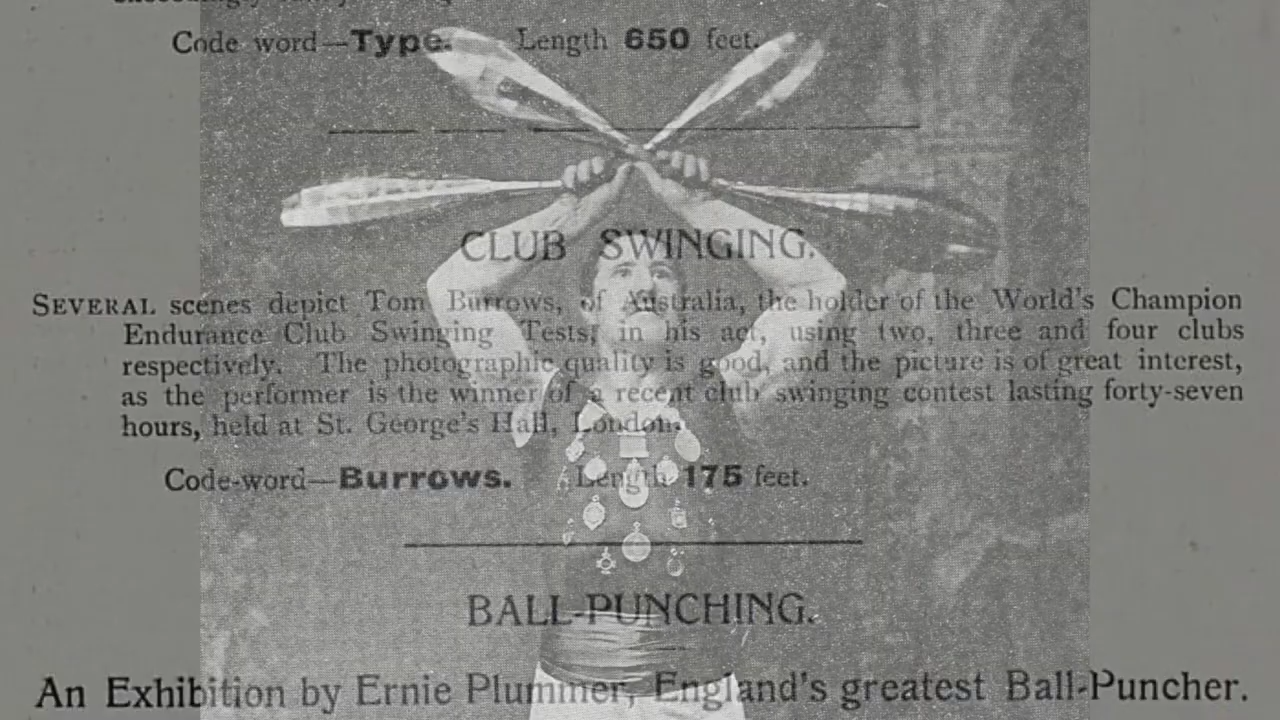 Code word—Type. Length 650 feet.
CLUB SWINGING.
SEVERAL scenes depict Tom Burrows, of Australia, the holder of the World's Champion
Endurance Club Swinging Tests, in his act, using two, three and four clubs
respectively. The photographic quality is good, and the picture is of great interest,
as the performer is the winner of a recent club swinging contest lasting forty-seven
hours, held at St. George's Hall, London.
Code-word—Burrows. Length 175 feet.
BALL-PUNCHING.
An Exhibition by Ernie Plummer, England's greatest Ball-Puncher.